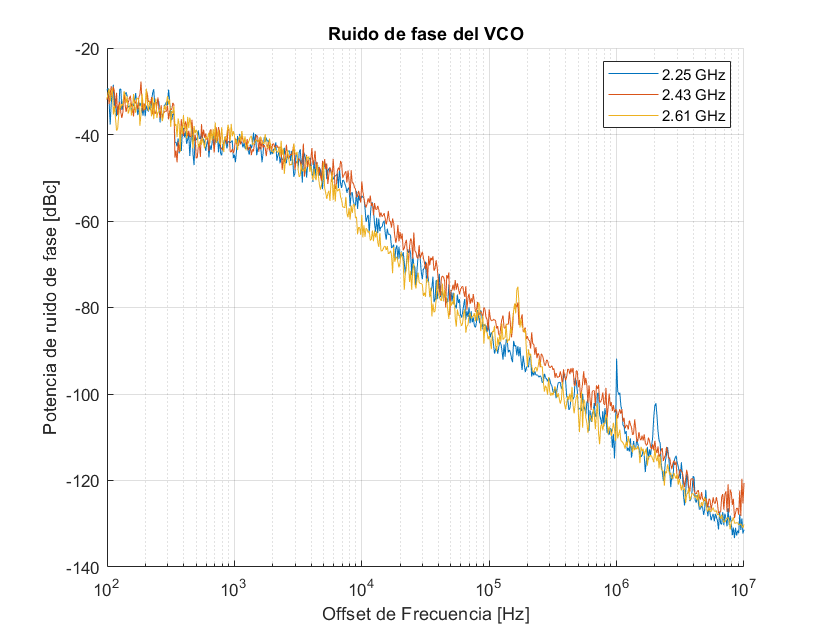 Ruido de fase del VCO
-20
-40
-60
-80
-100
-120
-140
Potencia de ruido de fase [dBc]
2.25 GHz
2.43 GHz
2.61 GHz
10^2
10^3
10^4
10^5
10^6
10^7
Offset de Frecuencia [Hz]